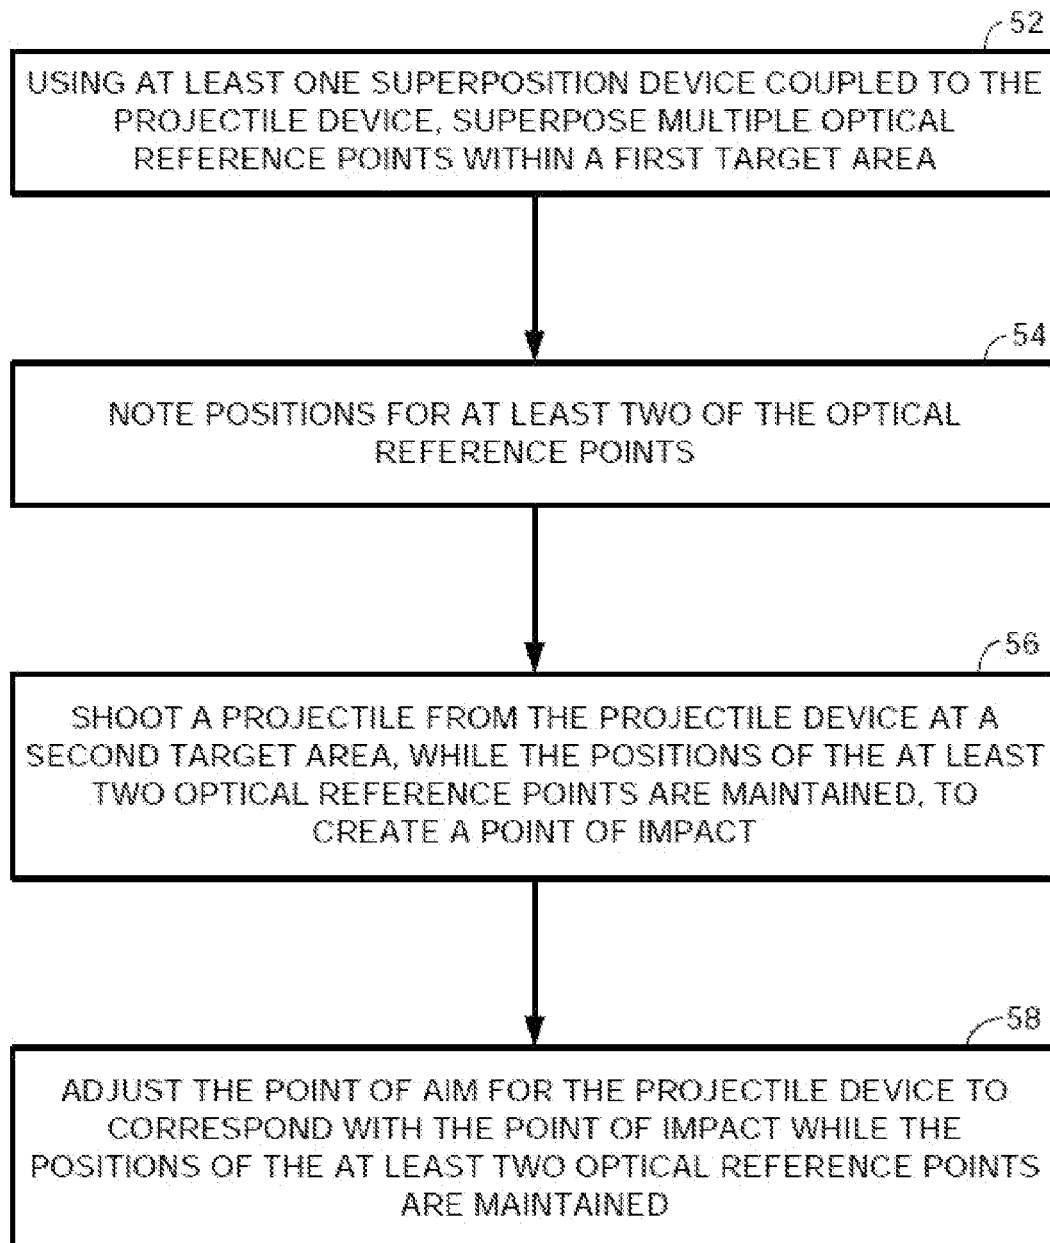 52
USING AT LEAST ONE SUPERPOSITION DEVICE COUPLED TO THE
PROJECTILE DEVICE, SUPERPOSE MULTIPLE OPTICAL
REFERENCE POINTS WITHIN A FIRST TARGET AREA
54
NOTE POSITIONS FOR AT LEAST TWO OF THE OPTICAL
REFERENCE POINTS
56
SHOOT A PROJECTILE FROM THE PROJECTILE DEVICE AT A
SECOND TARGET AREA, WHILE THE POSITIONS OF THE AT LEAST
TWO OPTICAL REFERENCE POINTS ARE MAINTAINED, TO
CREATE A POINT OF IMPACT
58
ADJUST THE POINT OF AIM FOR THE PROJECTILE DEVICE TO
CORRESPOND WITH THE POINT OF IMPACT WHILE THE
POSITIONS OF THE AT LEAST TWO OPTICAL REFERENCE POINTS
ARE MAINTAINED